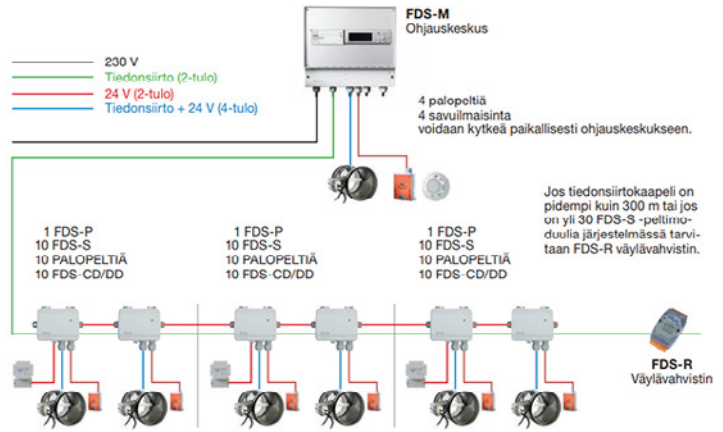 FDS-M
Ohjauskeskus
230 V
Tiedonsiirto (2-tulo)
24 V (2-tulo)
Tiedonsiirto + 24 V (4-tulo)
4 palopeltiä
4 savuilmaisinta
voidaan kytkeä paikallisesti ohjauskeskukseen.
Jos tiedonsiirtokaapeli on
pidempi kuin 300 m tai jos
on yli 30 FDS-S -peltimo-
duulia järjestelmässä tarvi-
taan FDS-R väylävahvistin.
1 FDS-P
10 FDS-S
10 PALOPELTIÄ
10 FDS-CD/DD
1 FDS-P
10 FDS-S
10 PALOPELTIÄ
10 FDS-CD/DD
1 FDS-P
10 FDS-S
10 PALOPELTIÄ
10 FDS-CD/DD
FDS-R
Väylävahvistin